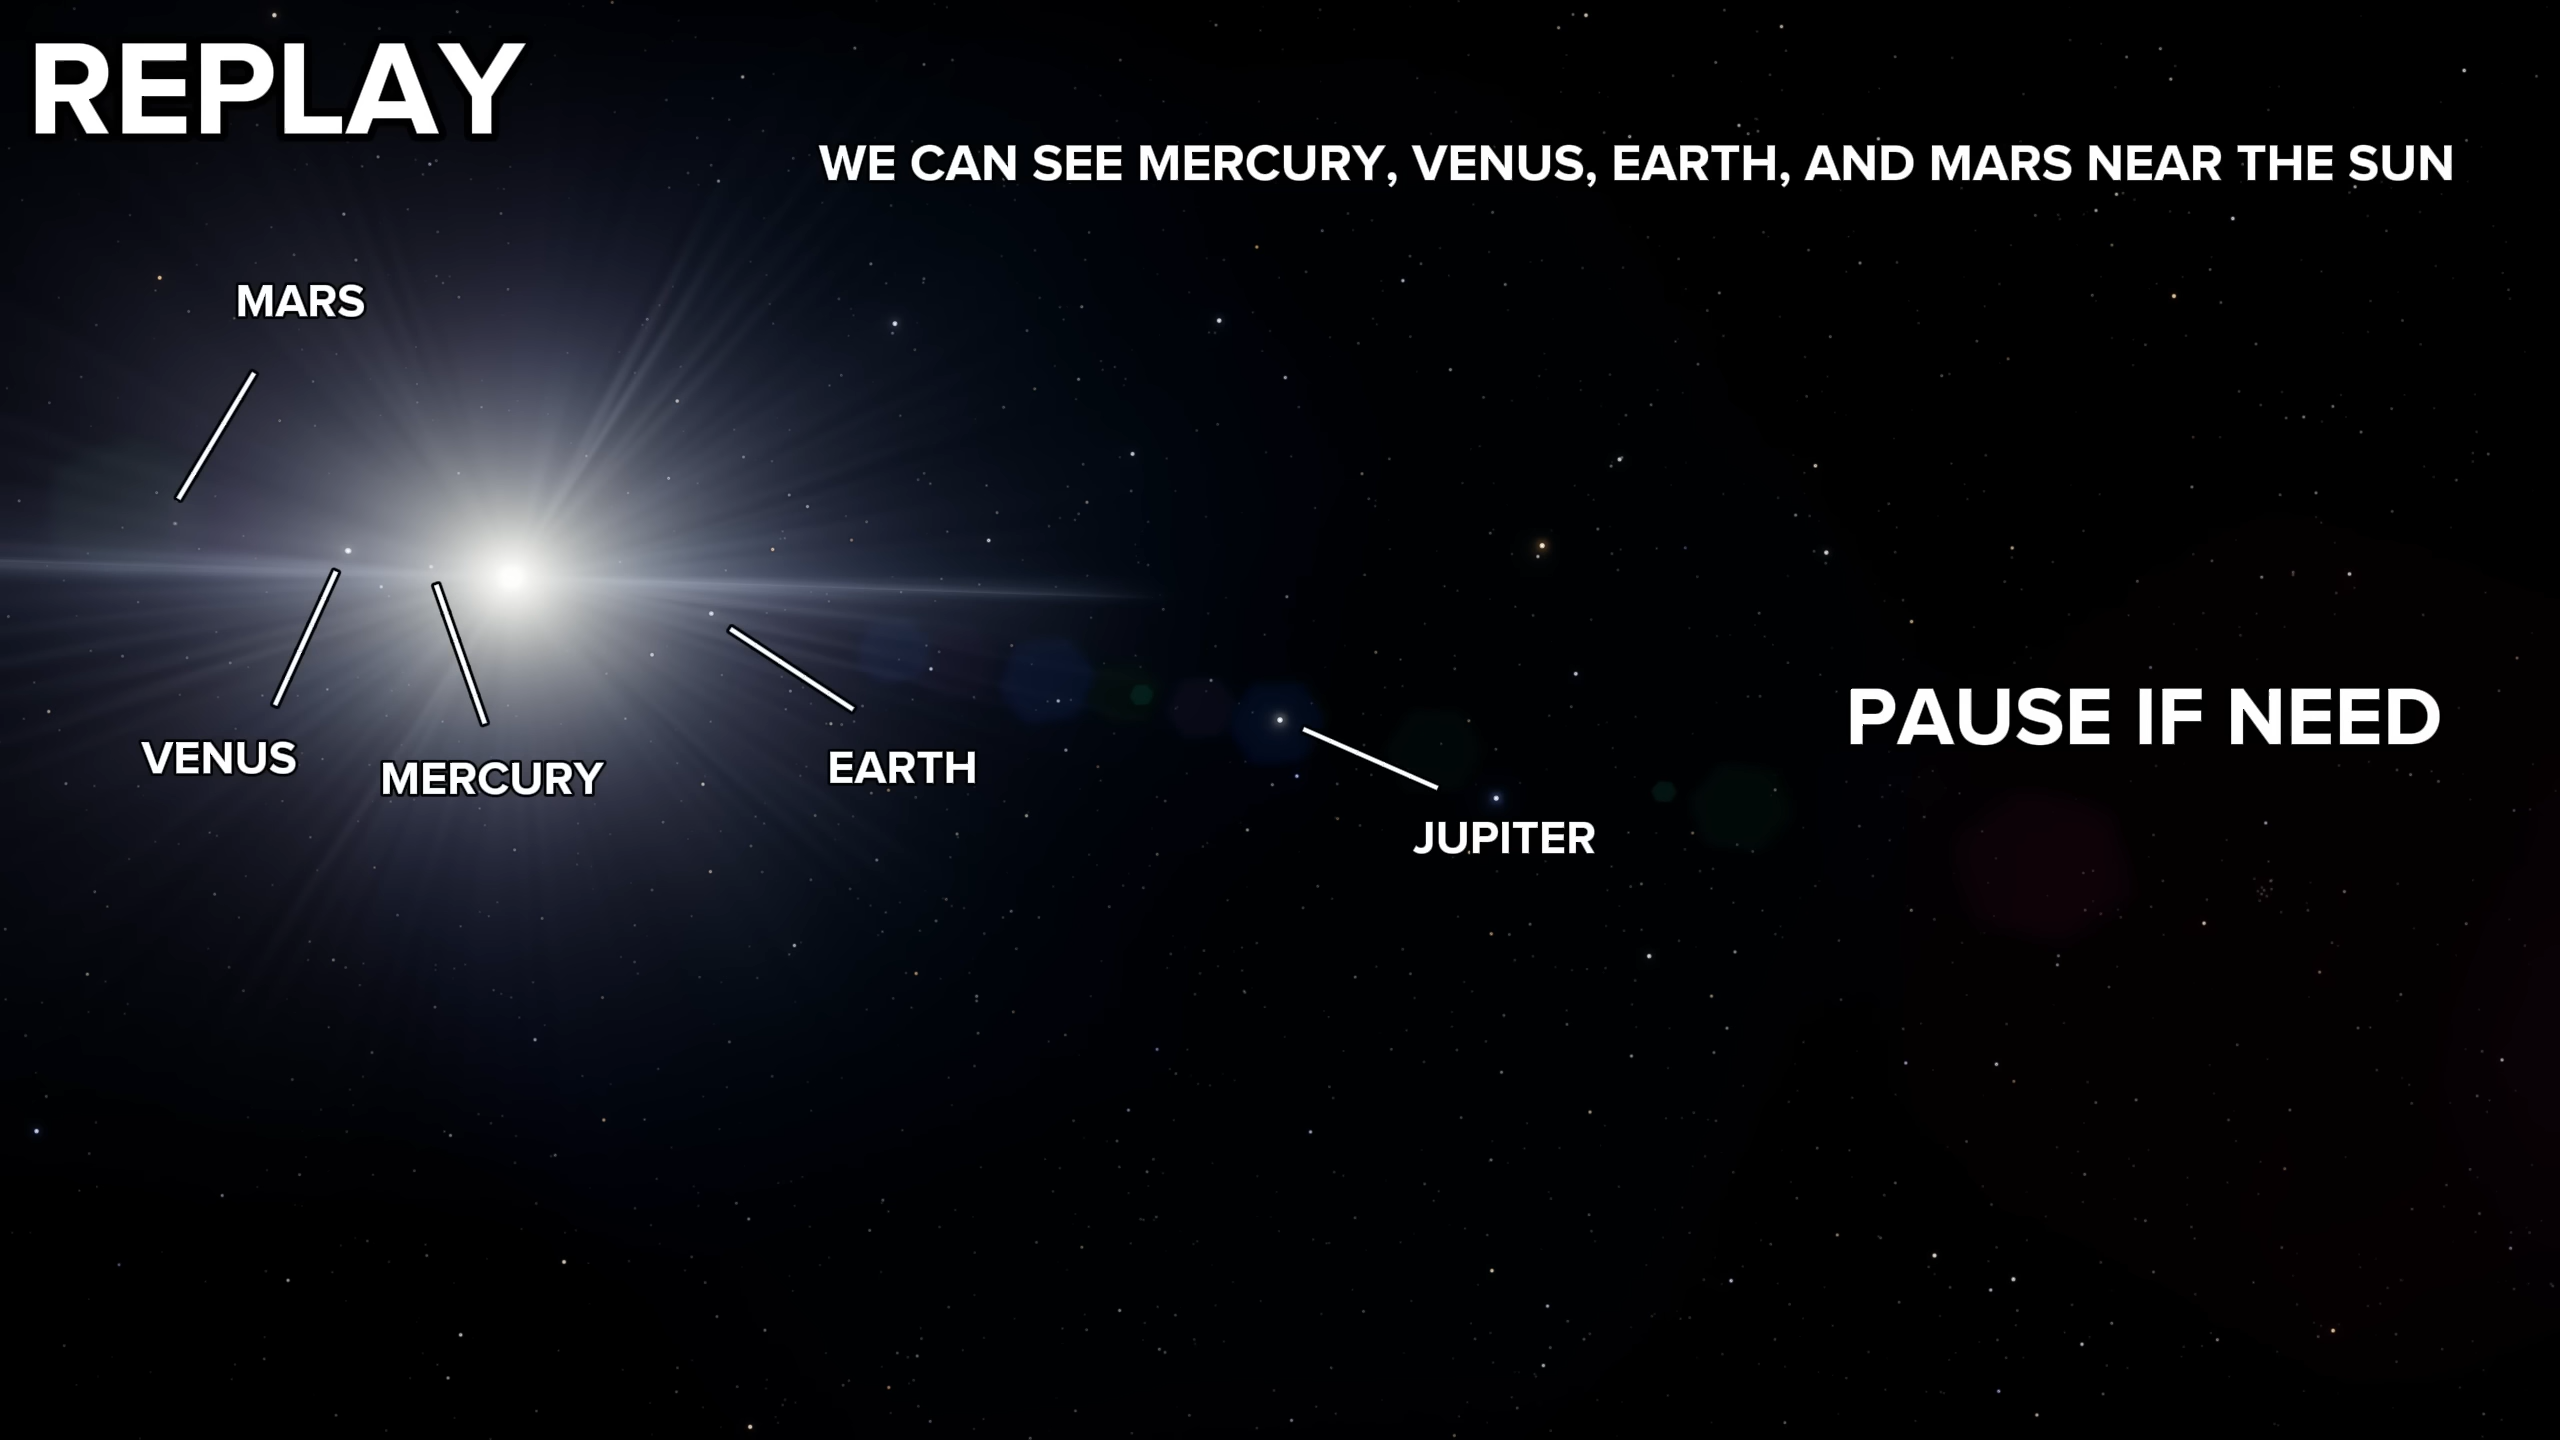 REPLAY
WE CAN SEE MERCURY, VENUS, EARTH, AND MARS NEAR THE SUN
MARS
PAUSE IF NEED
VENUS
MERCURY
EARTH
JUPITER